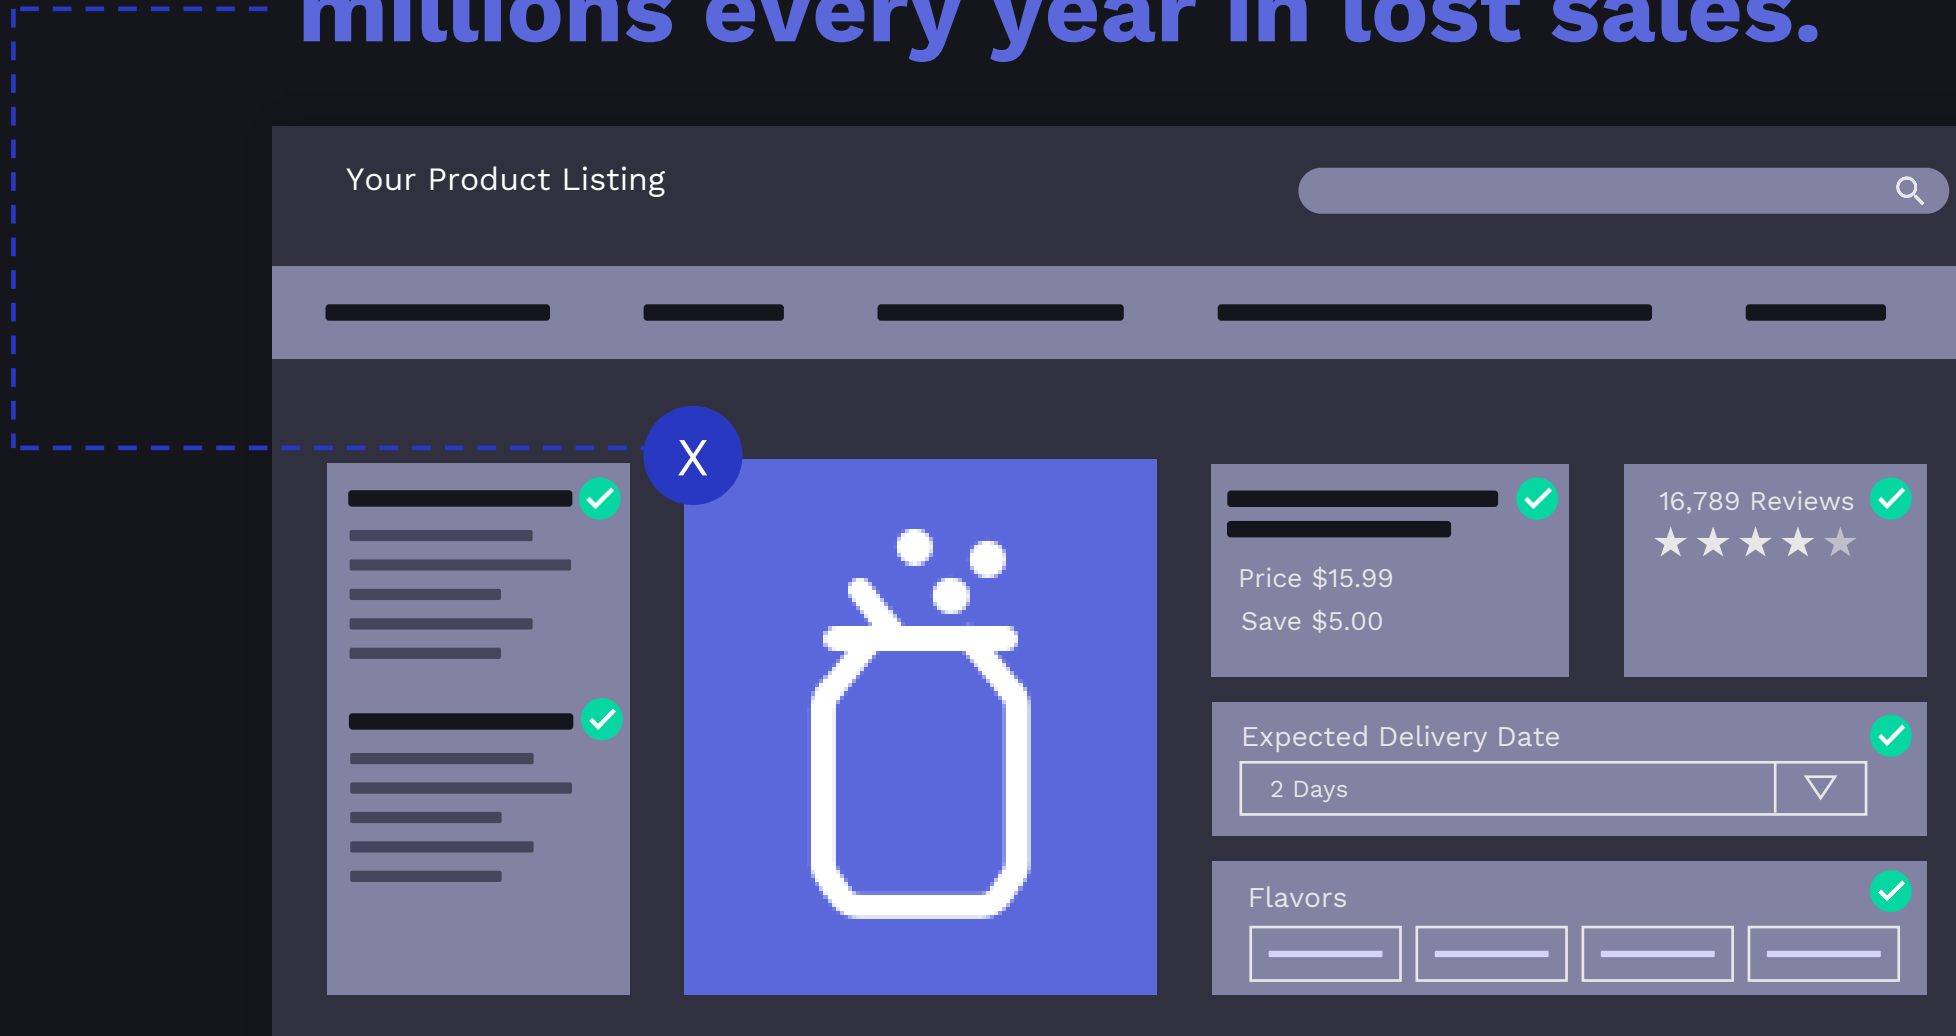 millions every year in lost sales.
Your Product Listing
X
16,789 Reviews
Price $15.99
Save $5.00
Expected Delivery Date
2 Days
Flavors